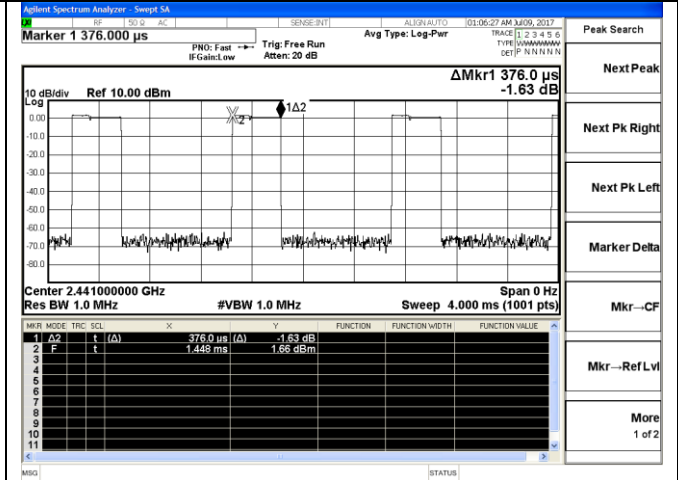 Agilent Spectrum Analyzer - Swept SA
RF 50 Ω AC SENSE:INT ALIGN AUTO 01:06:27 AM Jul 09, 2017
Marker 1 376.000 µs
PNO: Fast
IFGain:Low
Trig: Free Run
Atten: 20 dB
Avg Type: Log-Pwr
TRACE 1 2 3 4 5 6
TYPE
DET P N N N N N
Peak Search
Next Peak
Next Pk Right
Next Pk Left
Marker Delta
Mkr→CF
Mkr→Ref Lvl
More
1 of 2
ΔMkr1 376.0 µs
-1.63 dB
10 dB/div Ref 10.00 dBm
Log
0.00
-10.0
-20.0
-30.0
-40.0
-50.0
-60.0
-70.0
-80.0
2
1Δ2
Center 2.441000000 GHz Span 0 Hz
Res BW 1.0 MHz #VBW 1.0 MHz Sweep 4.000 ms (1001 pts)
MKR MODE TRC SCL X Y FUNCTION FUNCTION WIDTH FUNCTION VALUE
1 Δ2 t (Δ) 376.0 µs (Δ) -1.63 dB
2 F t 1.448 ms 1.66 dBm
3
4
5
6
7
8
9
10
11
MSG STATUS